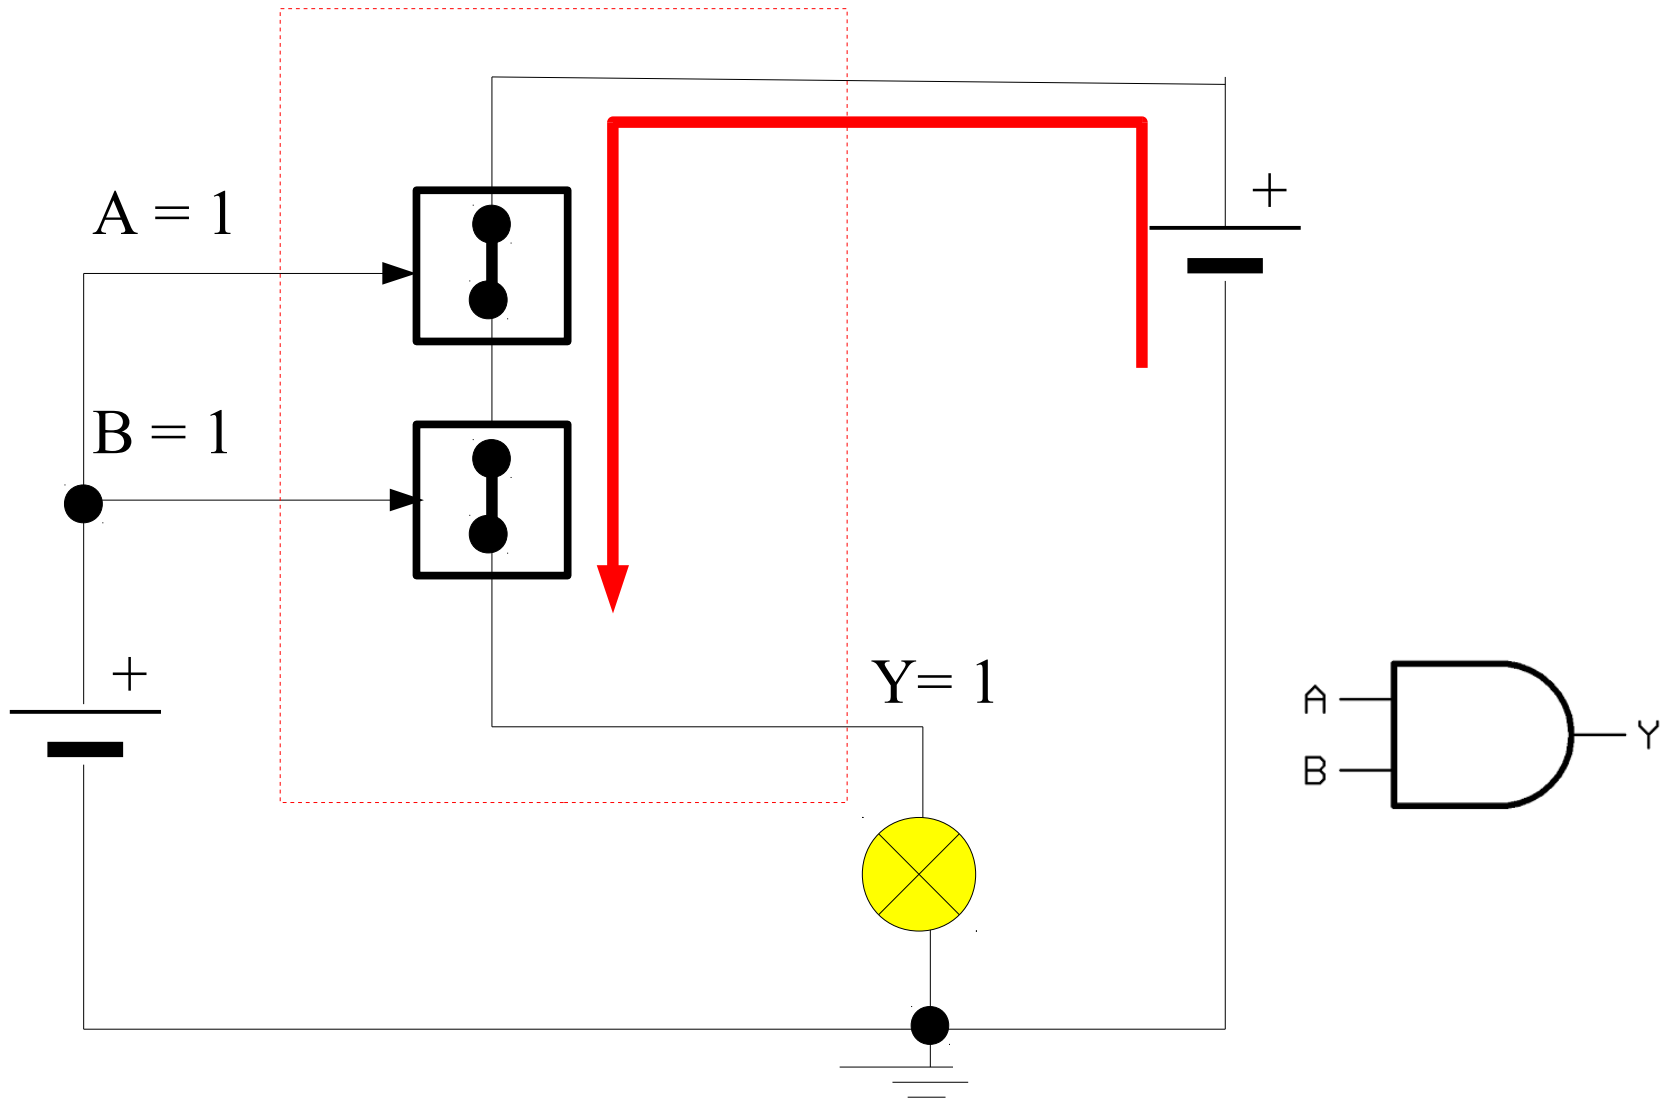 A = 1
+
B = 1
+
Y= 1
A
B
Y